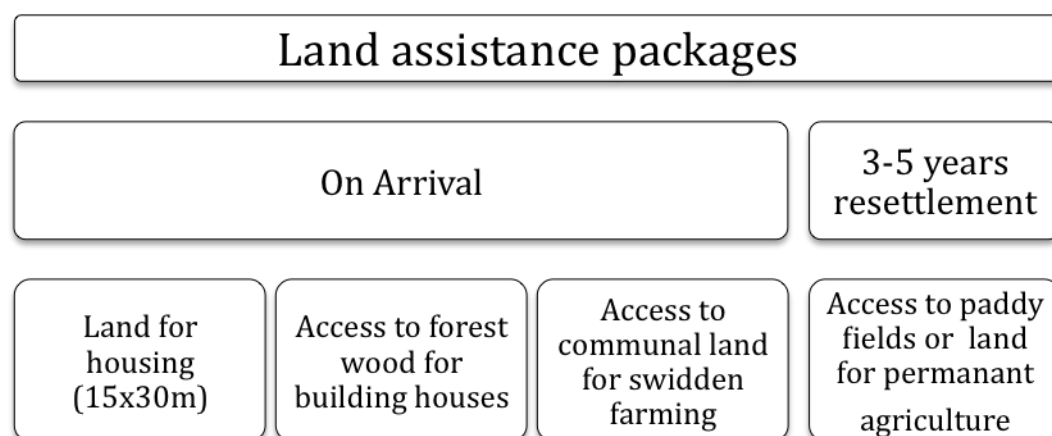 Land assistance packages
On Arrival
3-5 years
resettlement
Land for
housing
(15x30m)
Access to forest
wood for
building houses
Access to
communal land
for swidden
farming
Access to paddy
fields or land
for permanant
agriculture